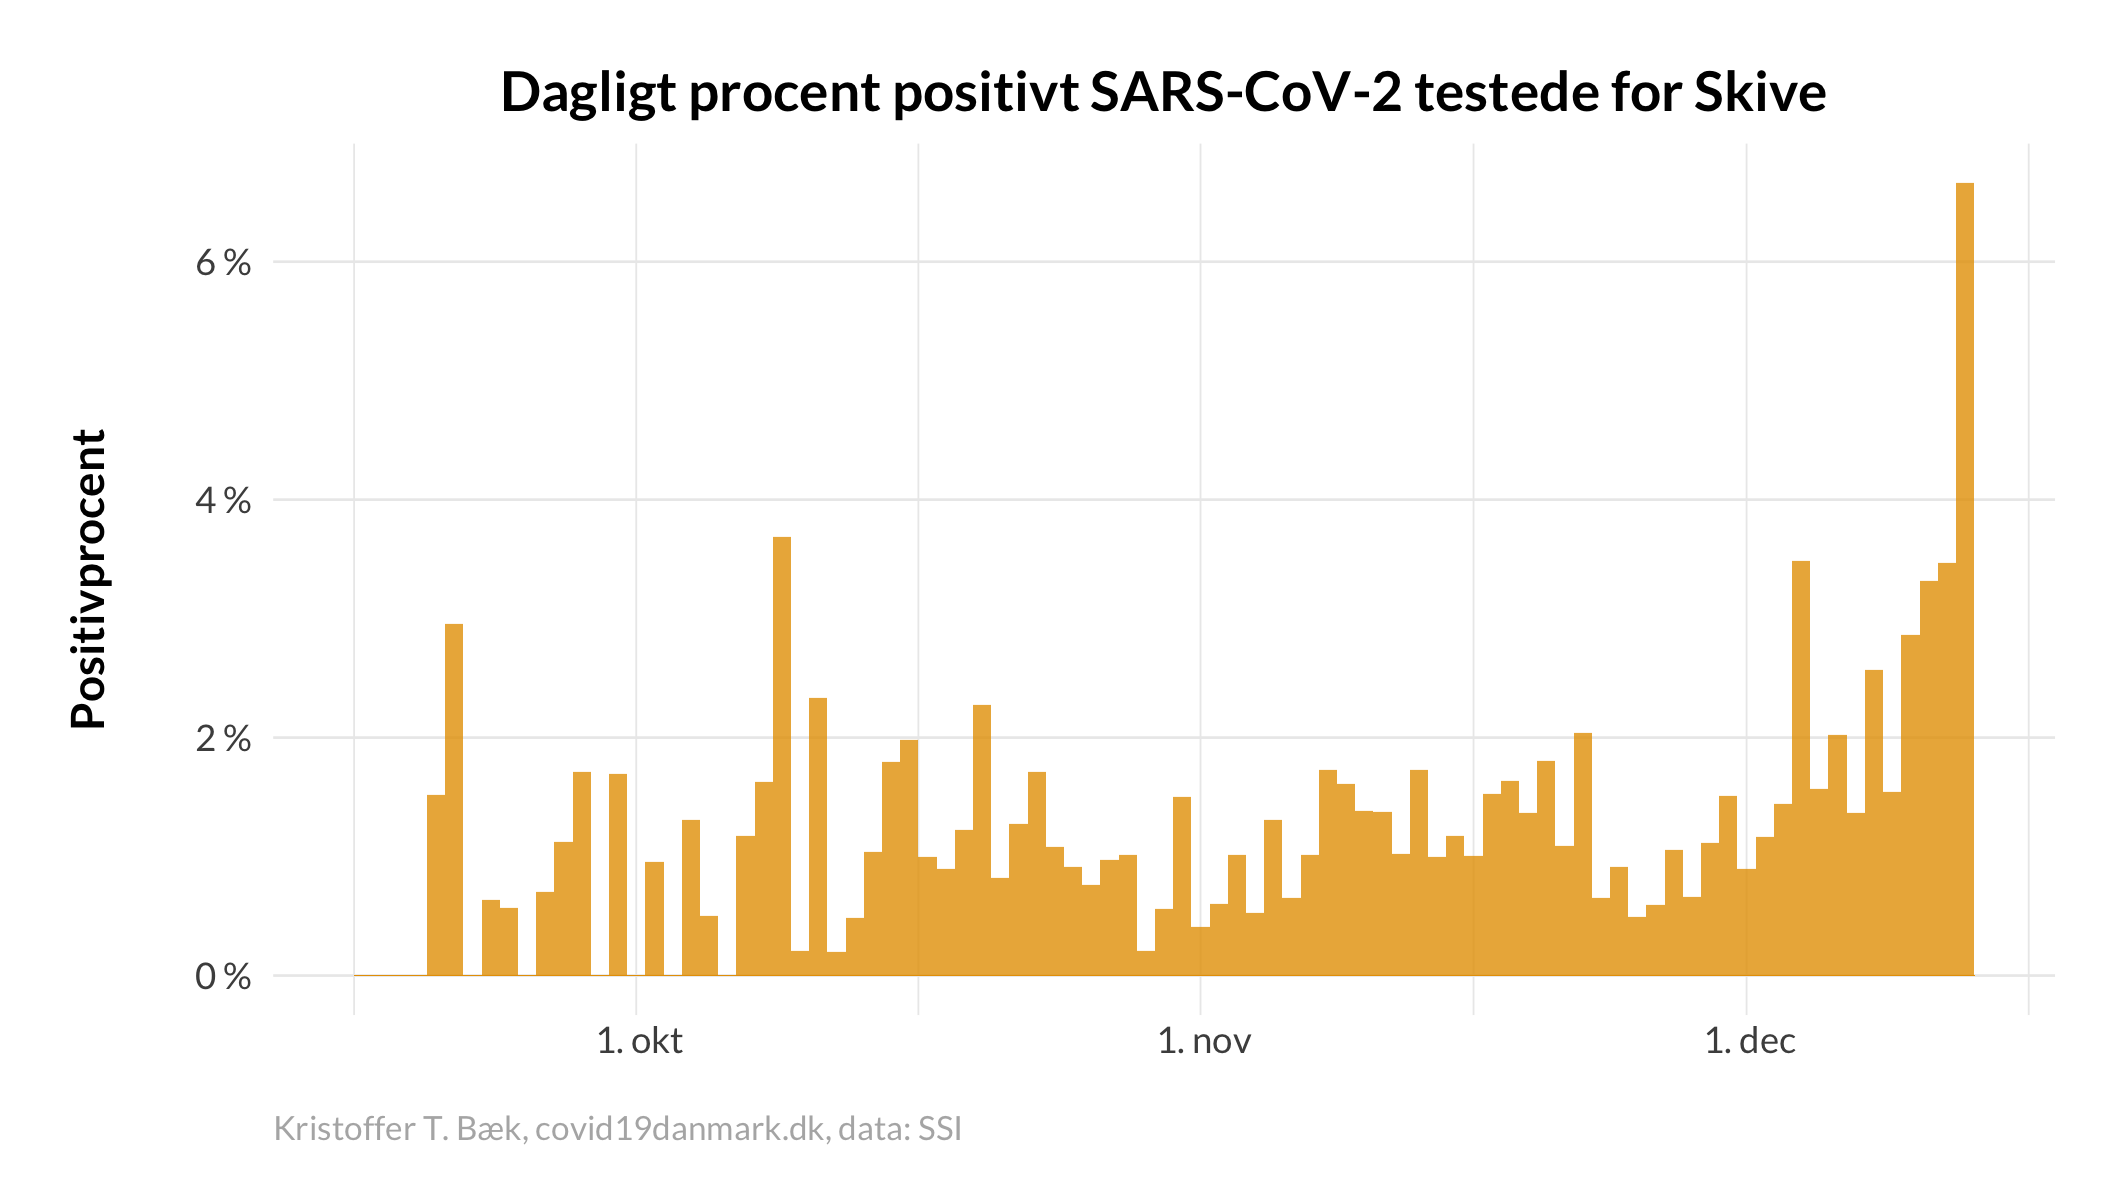 Dagligt procent positivt SARS-CoV-2 testede for Skive
Positivprocent
6 %
4 %
2 %
0 %
1. okt
1. nov
1. dec
Kristoffer T. Bæk, covid19danmark.dk, data: SSI